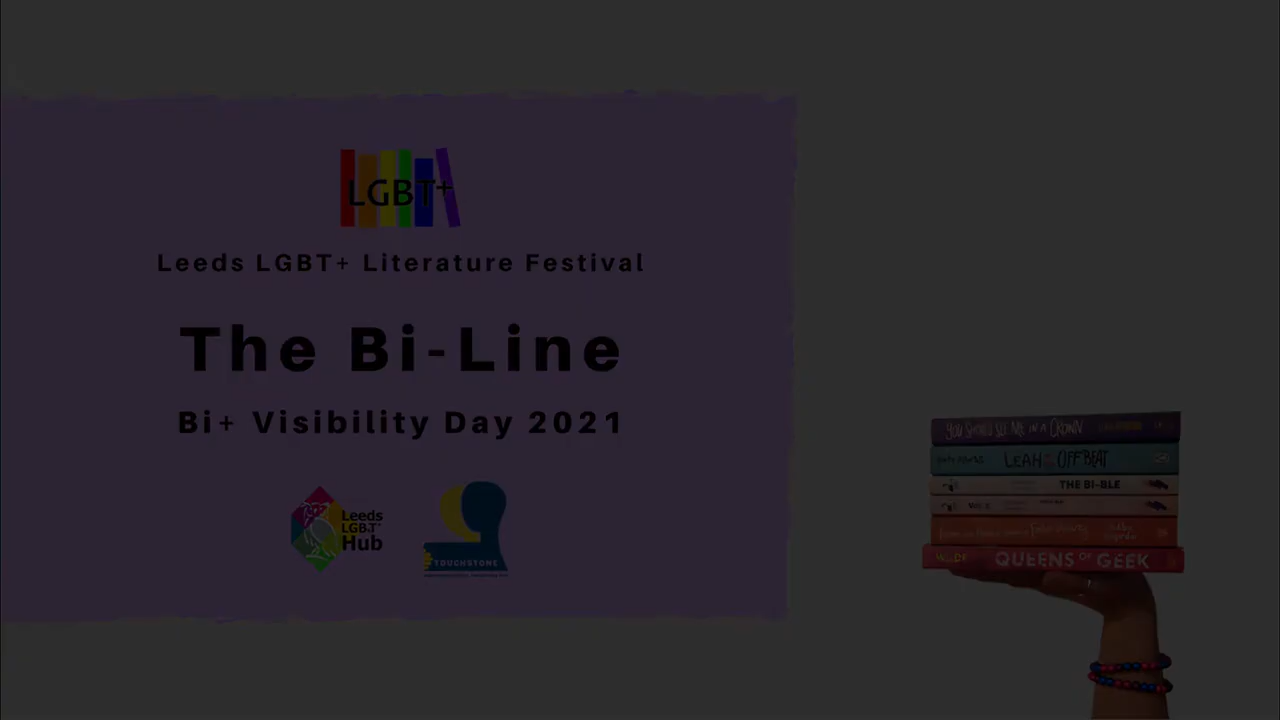 LGBT+
Leeds LGBT+ Literature Festival
The Bi-Line
Bi+ Visibility Day 2021
Leeds
LGBT+
Hub
TOUCHSTONE
YOU SHOULD SEE ME IN A CROWN
LEAH ON THE OFFBEAT
THE BI-BLE
WILDE QUEENS OF GEEK